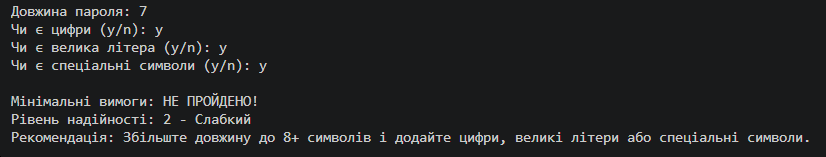 Довжина пароля: 7
Чи є цифри (y/n): y
Чи є велика літера (y/n): y
Чи є спеціальні символи (y/n): y
Мінімальні вимоги: НЕ ПРОЙДЕНО!
Рівень надійності: 2 - Слабкий
Рекомендація: Збільште довжину до 8+ символів і додайте цифри, великі літери або спеціальні символи.